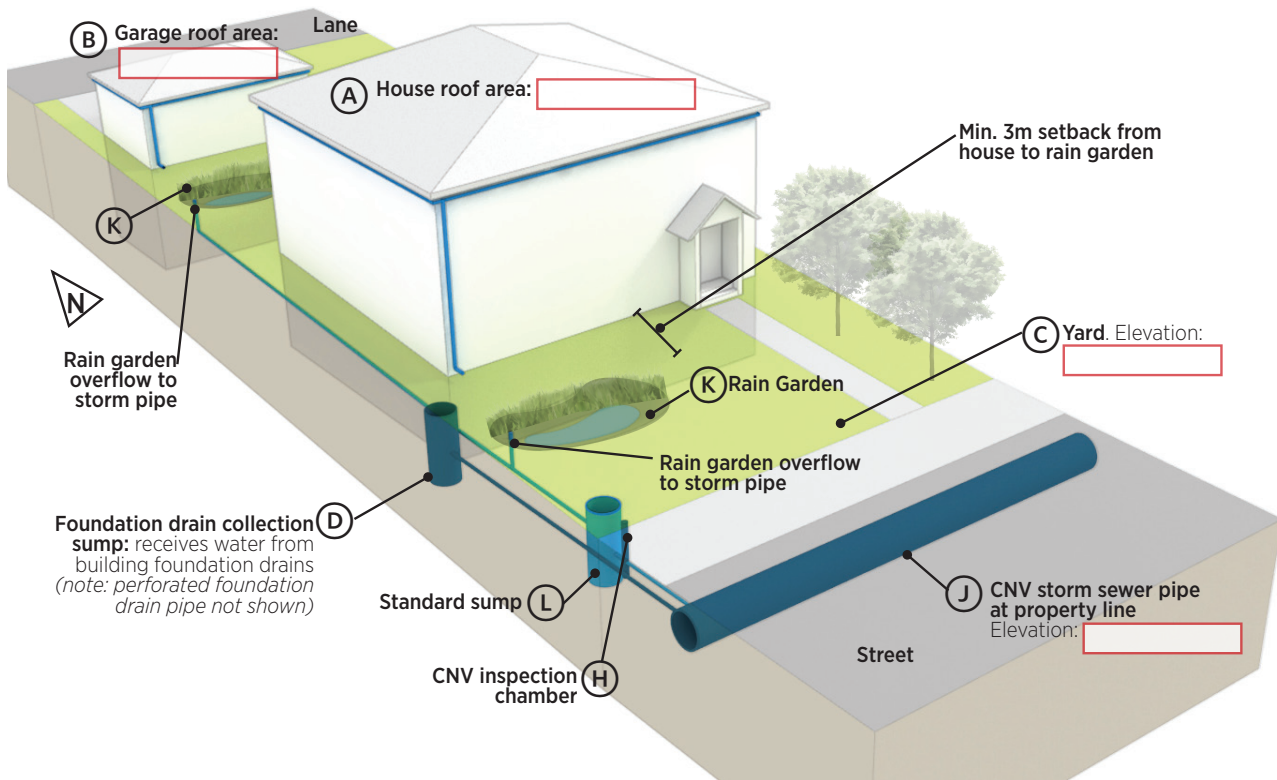 Lane
B Garage roof area:
A House roof area:
Min. 3m setback from
house to rain garden
K
N
Rain garden
overflow to
storm pipe
C Yard. Elevation:
K Rain Garden
Rain garden overflow
to storm pipe
Foundation drain collection D
sump: receives water from
building foundation drains
(note: perforated foundation
drain pipe not shown)
Standard sump L
J CNV storm sewer pipe
at property line
Elevation:
Street
CNV inspection H
chamber